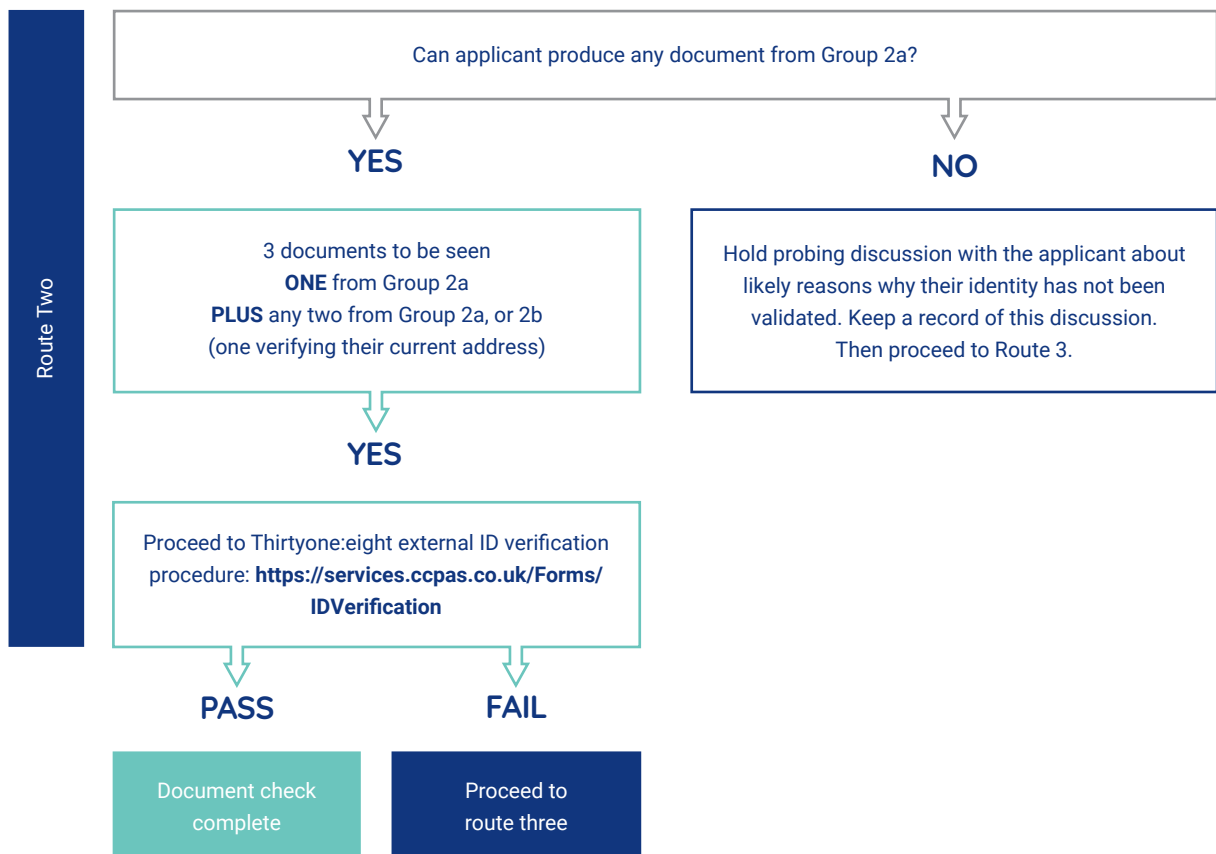 Route Two
Can applicant produce any document from Group 2a?
YES
NO
3 documents to be seen
ONE from Group 2a
PLUS any two from Group 2a, or 2b
(one verifying their current address)
Hold probing discussion with the applicant about
likely reasons why their identity has not been
validated. Keep a record of this discussion.
Then proceed to Route 3.
YES
Proceed to Thirtyone:eight external ID verification
procedure: https://services.ccpas.co.uk/Forms/
IDVerification
PASS
FAIL
Document check
complete
Proceed to
route three